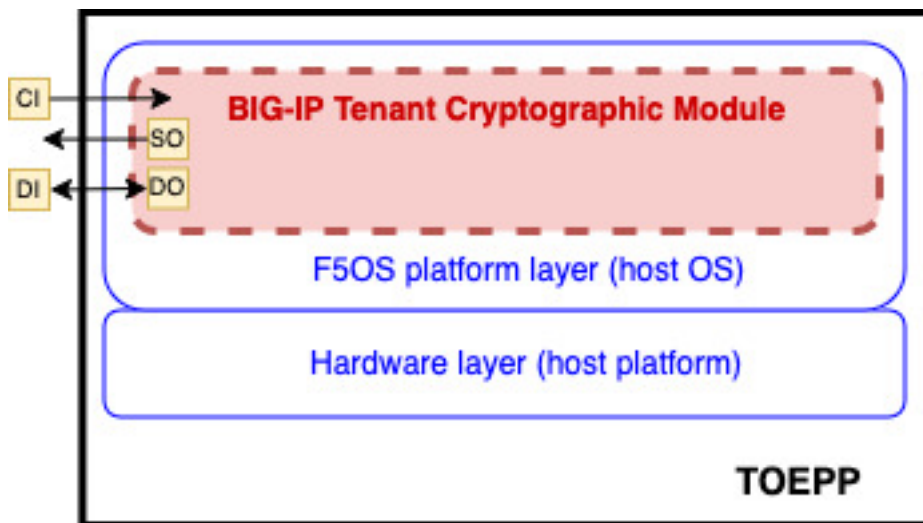 CI
BIG-IP Tenant Cryptographic Module
SO
DI
DO
F5OS platform layer (host OS)
Hardware layer (host platform)
TOEPP